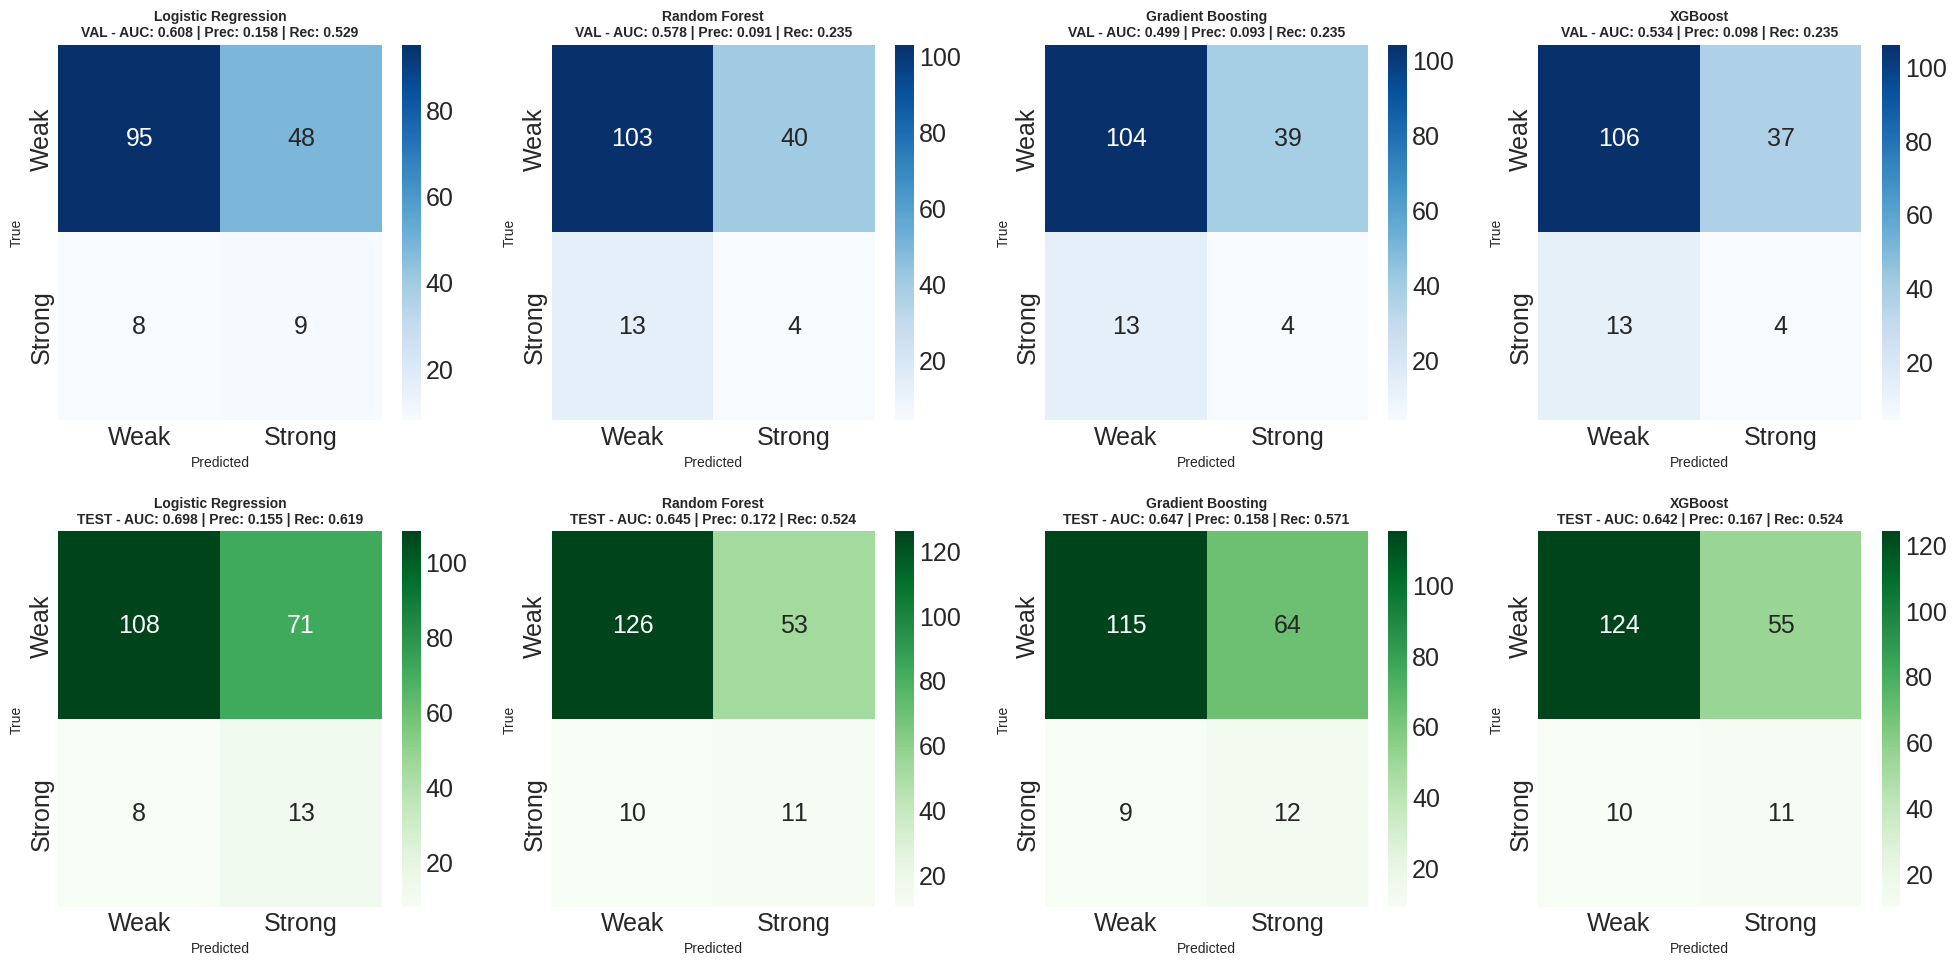 Logistic Regression
VAL - AUC: 0.608 | Prec: 0.158 | Rec: 0.529
95
48
8
9
Weak
Strong
True
Weak
Strong
Predicted
80
60
40
20
Random Forest
VAL - AUC: 0.578 | Prec: 0.091 | Rec: 0.235
103
40
13
4
Weak
Strong
True
Weak
Strong
Predicted
100
80
60
40
20
Gradient Boosting
VAL - AUC: 0.499 | Prec: 0.093 | Rec: 0.235
104
39
13
4
Weak
Strong
True
Weak
Strong
Predicted
100
80
60
40
20
XGBoost
VAL - AUC: 0.534 | Prec: 0.098 | Rec: 0.235
106
37
13
4
Weak
Strong
True
Weak
Strong
Predicted
100
80
60
40
20
Logistic Regression
TEST - AUC: 0.698 | Prec: 0.155 | Rec: 0.619
108
71
8
13
Weak
Strong
True
Weak
Strong
Predicted
100
80
60
40
20
Random Forest
TEST - AUC: 0.645 | Prec: 0.172 | Rec: 0.524
126
53
10
11
Weak
Strong
True
Weak
Strong
Predicted
120
100
80
60
40
20
Gradient Boosting
TEST - AUC: 0.647 | Prec: 0.158 | Rec: 0.571
115
64
9
12
Weak
Strong
True
Weak
Strong
Predicted
100
80
60
40
20
XGBoost
TEST - AUC: 0.642 | Prec: 0.167 | Rec: 0.524
124
55
10
11
Weak
Strong
True
Weak
Strong
Predicted
120
100
80
60
40
20